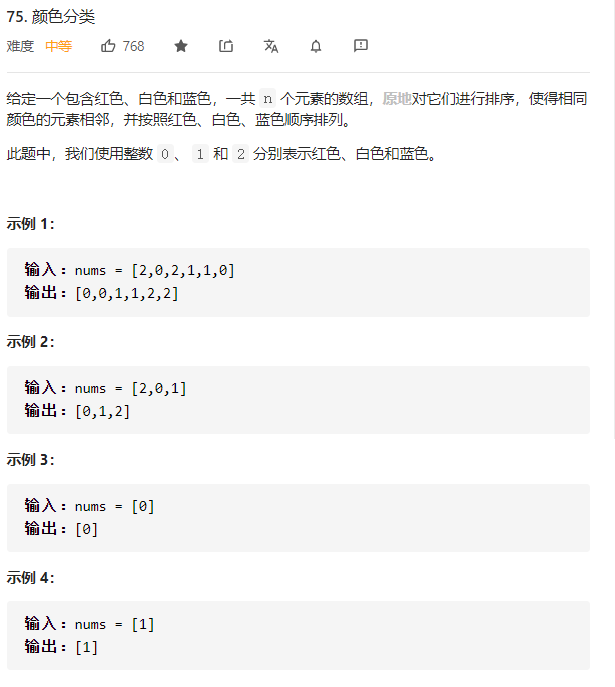 75. 颜色分类
难度 中等 768
给定一个包含红色、白色和蓝色，一共 n 个元素的数组，原地对它们进行排序，使得相同
颜色的元素相邻，并按照红色、白色、蓝色顺序排列。
此题中，我们使用整数 0 、 1 和 2 分别表示红色、白色和蓝色。
示例 1：
输入：nums = [2,0,2,1,1,0]
输出：[0,0,1,1,2,2]
示例 2：
输入：nums = [2,0,1]
输出：[0,1,2]
示例 3：
输入：nums = [0]
输出：[0]
示例 4：
输入：nums = [1]
输出：[1]